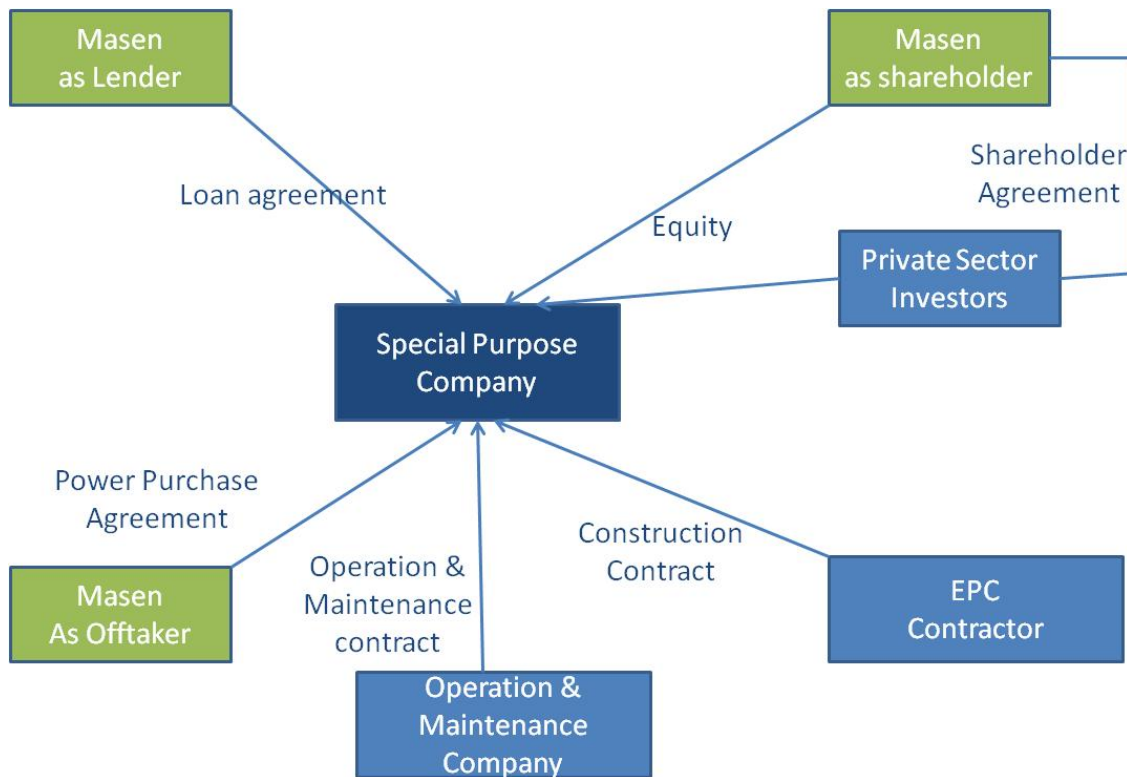 Masen
as Lender
Masen
as shareholder
Shareholder
Agreement
Loan agreement
Equity
Private Sector
Investors
Special Purpose
Company
Power Purchase
Agreement
Construction
Contract
Operation &
Maintenance
contract
Masen
As Offtaker
EPC
Contractor
Operation &
Maintenance
Company